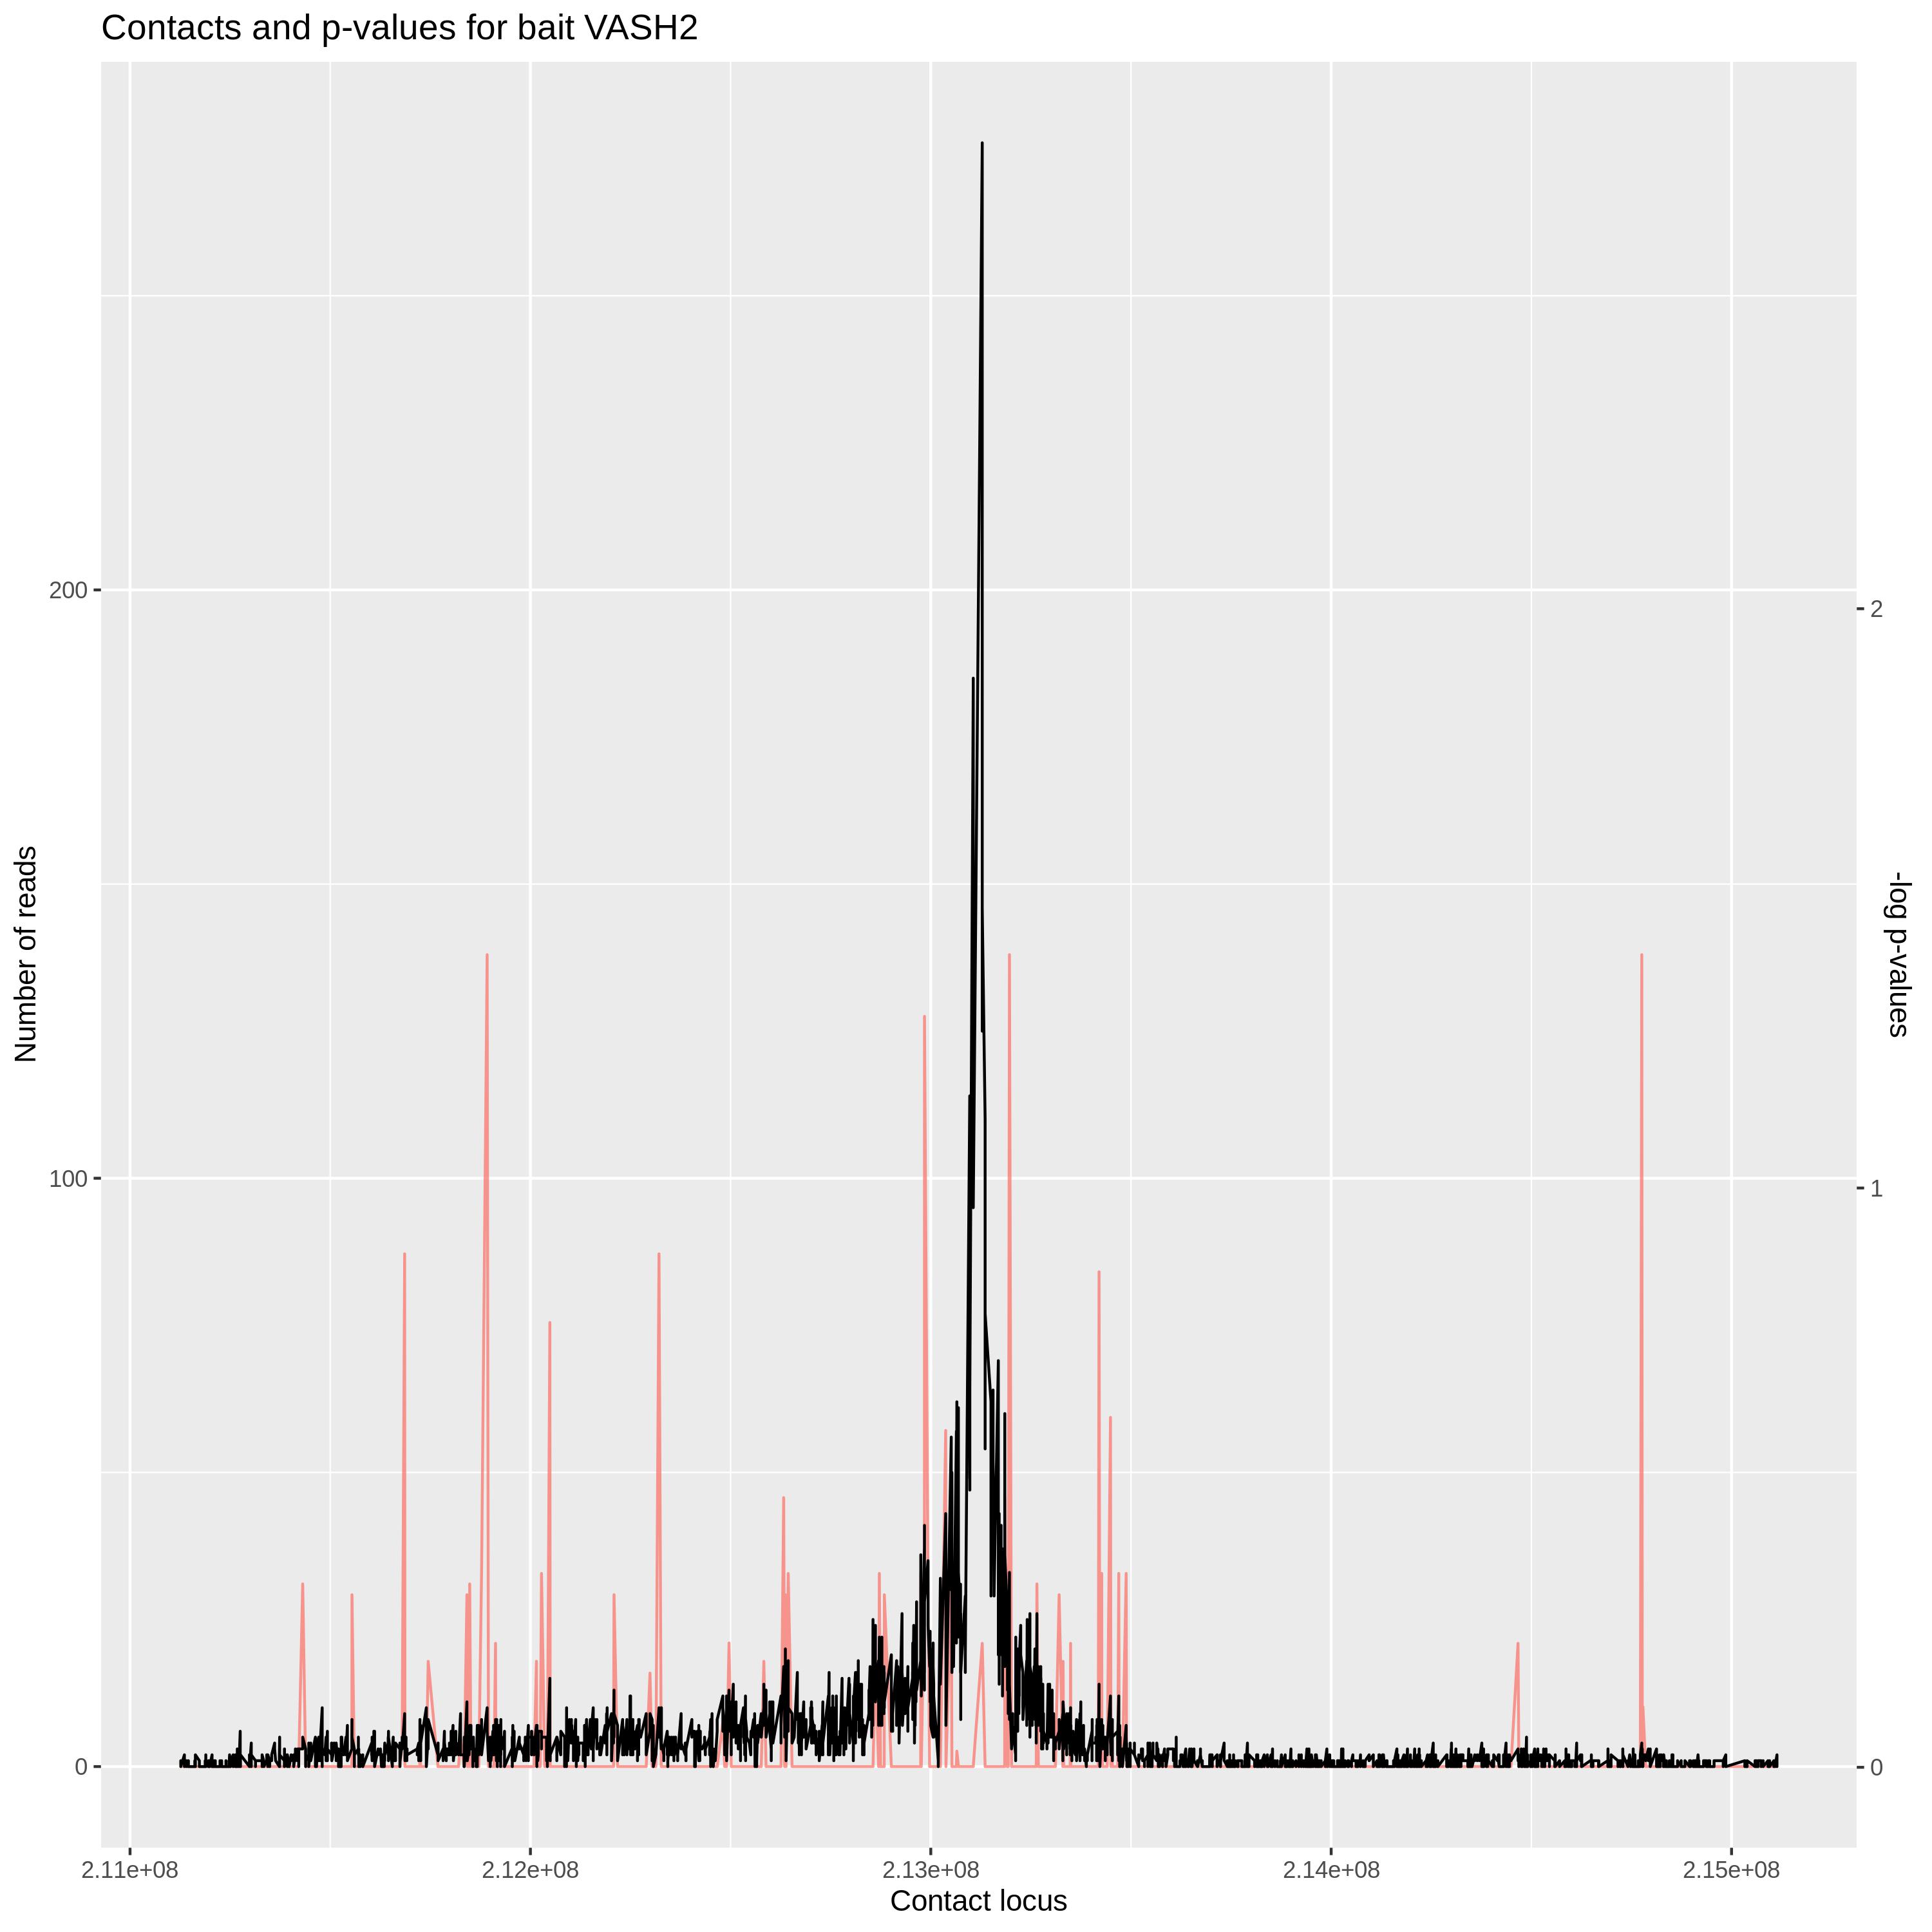 Contacts and p-values for bait VASH2
Number of reads
200
100
0
-log p-values
2
1
0
2.11e+08
2.12e+08
2.13e+08
2.14e+08
2.15e+08
Contact locus